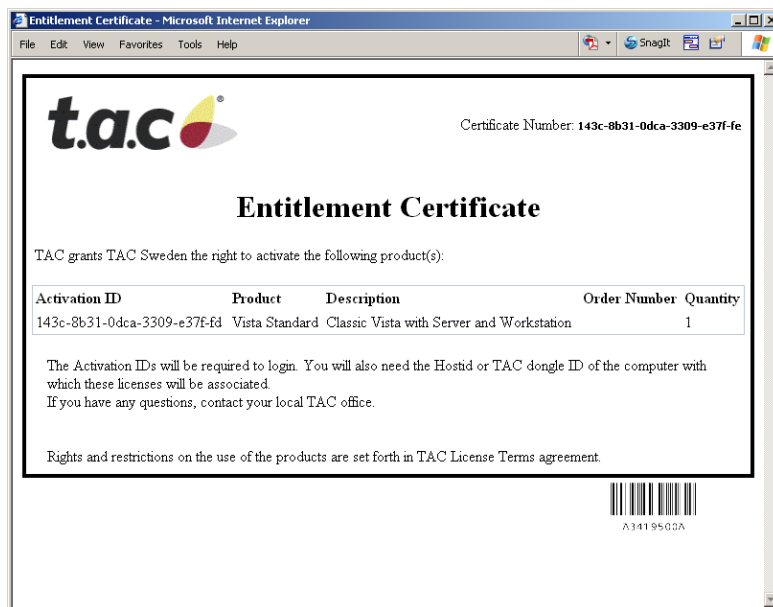 Entitlement Certificate - Microsoft Internet Explorer
File Edit View Favorites Tools Help SnagIt
t.a.c®
Certificate Number: 143c-8b31-0dca-3309-e37f-fe
Entitlement Certificate
TAC grants TAC Sweden the right to activate the following product(s):
Activation ID Product Description Order Number Quantity
143c-8b31-0dca-3309-e37f-fd Vista Standard Classic Vista with Server and Workstation 1
The Activation IDs will be required to login. You will also need the Hostid or TAC dongle ID of the computer with
which these licenses will be associated.
If you have any questions, contact your local TAC office.
Rights and restrictions on the use of the products are set forth in TAC License Terms agreement.
A3419500A